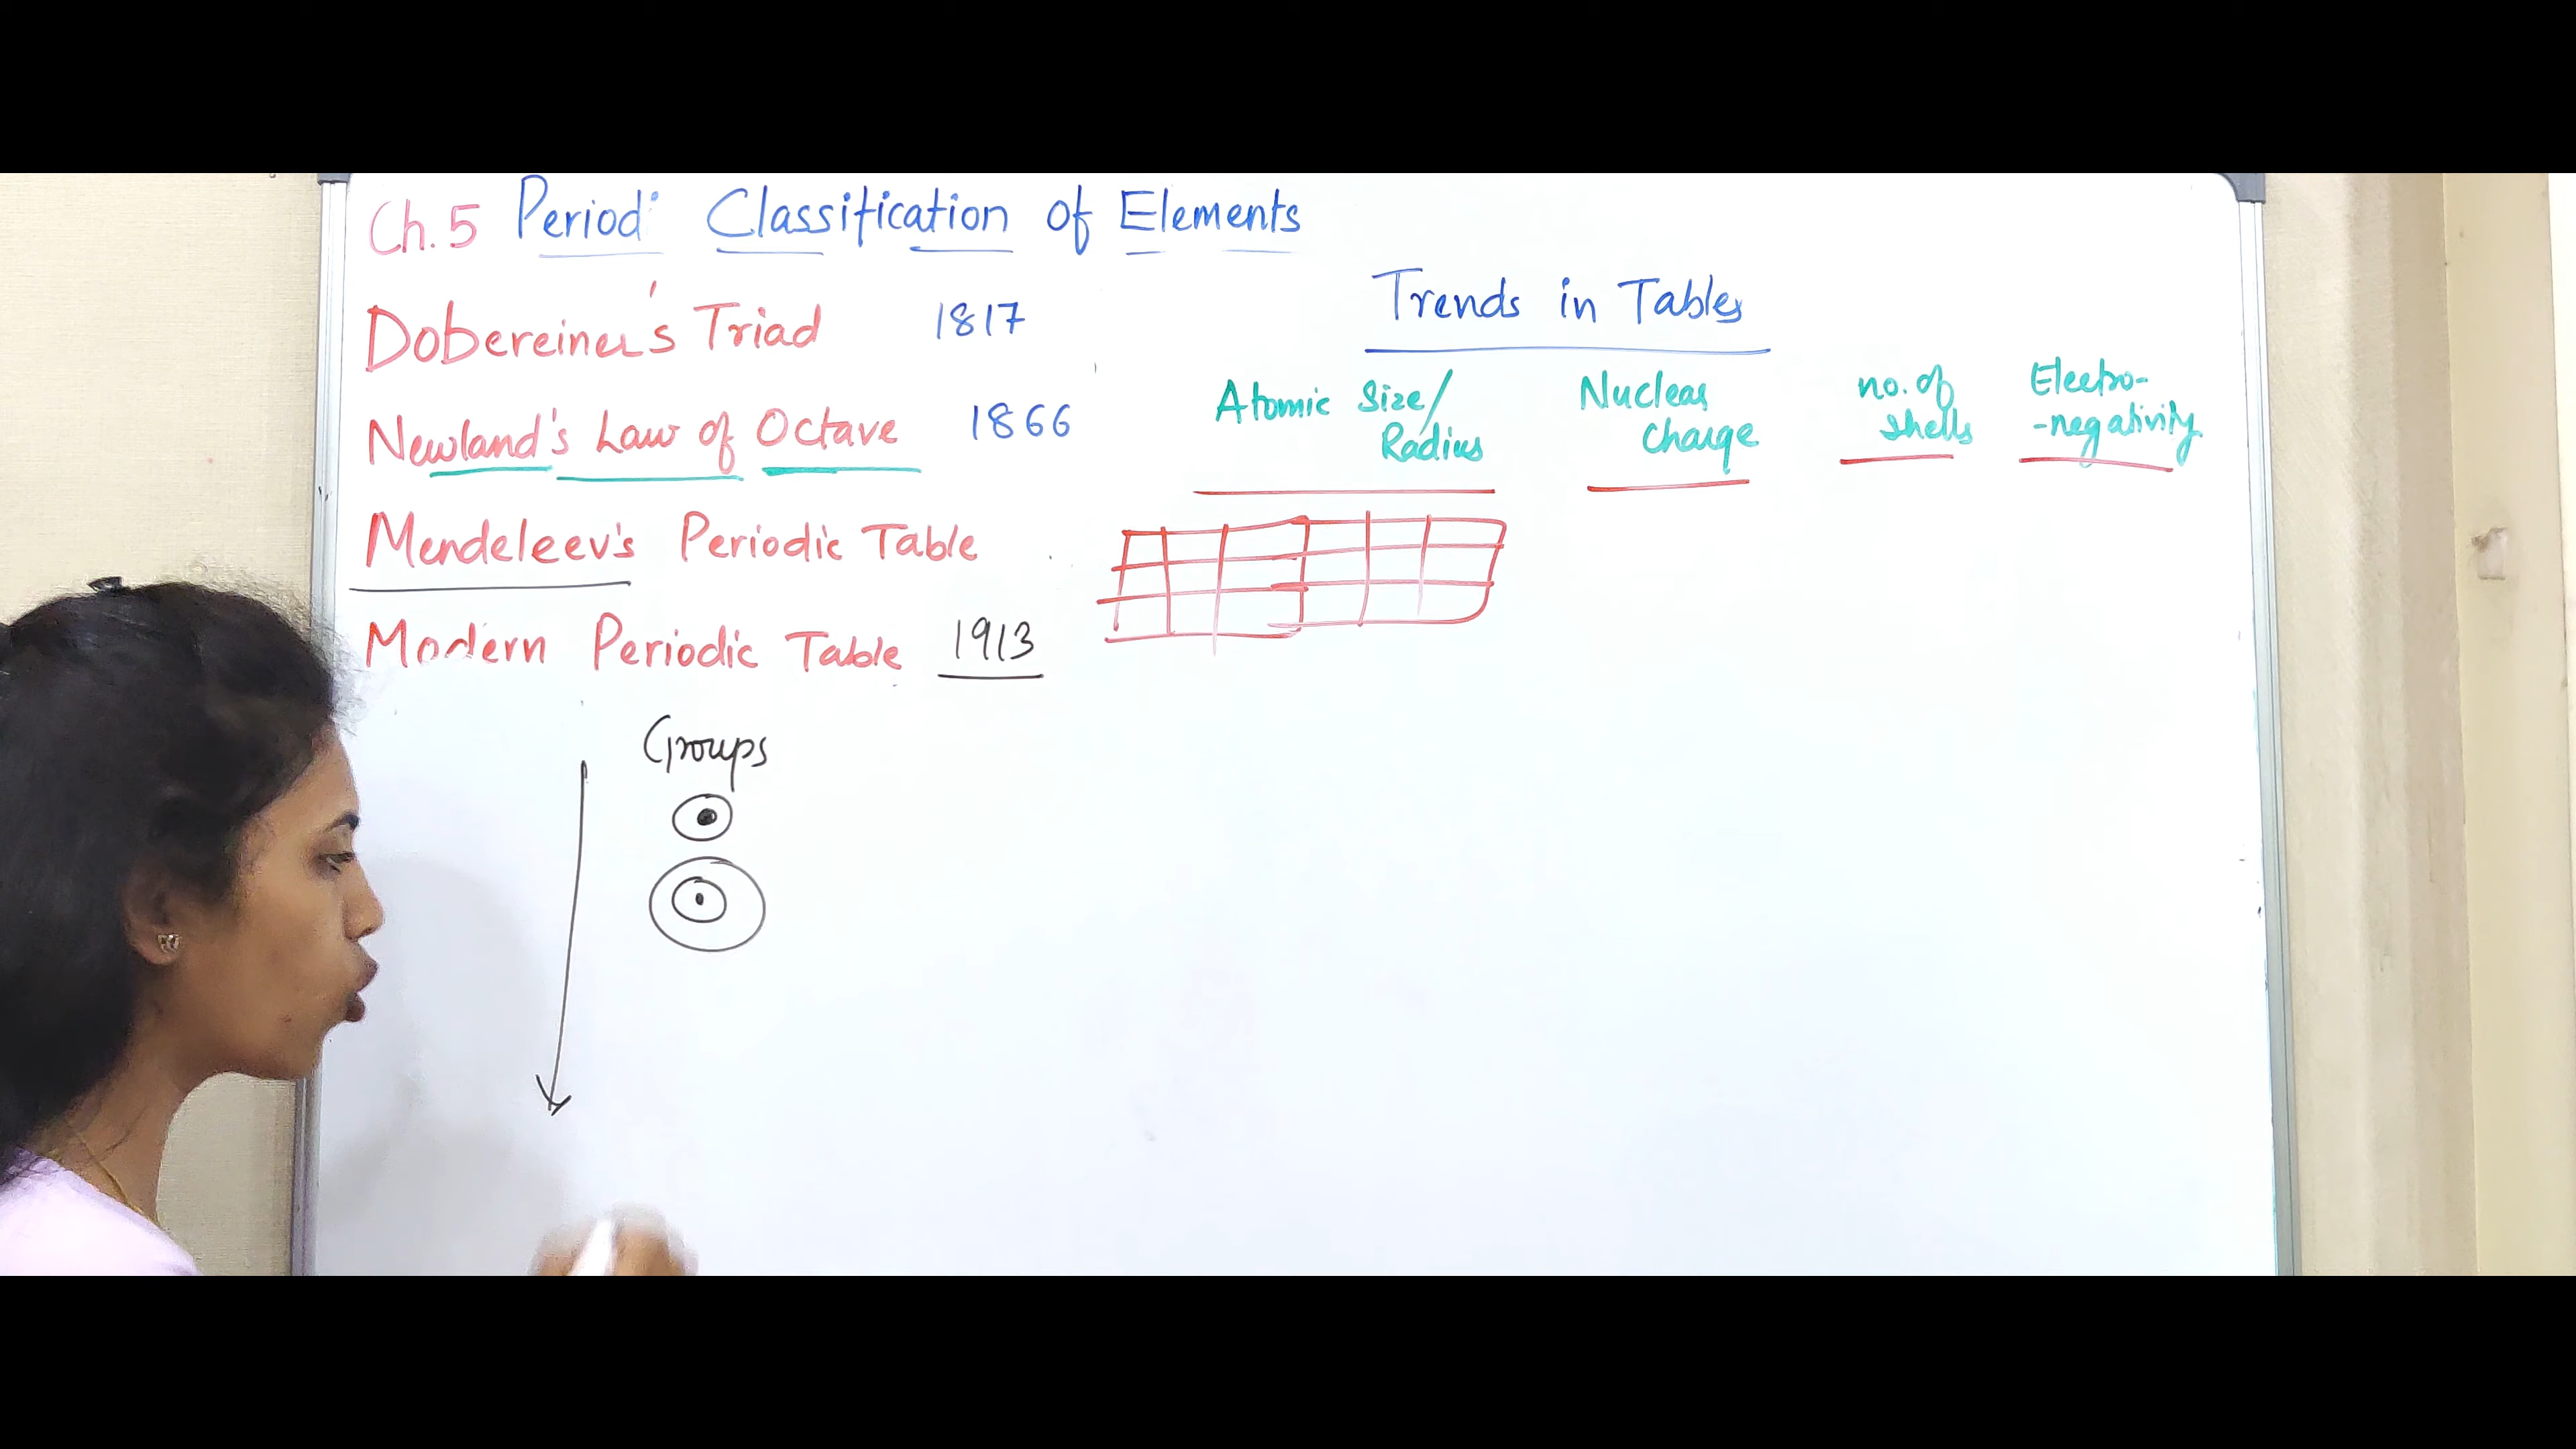 Ch.5 Period Classification of Elements
Dobereiner's Triad 1817
Newland's Law of Octave 1866
Mendeleev's Periodic Table
Modern Periodic Table 1913
Groups
Trends in Tables
Atomic Size/
Radius
Nuclear
Charge
no. of
shells
Electro-
-negativity